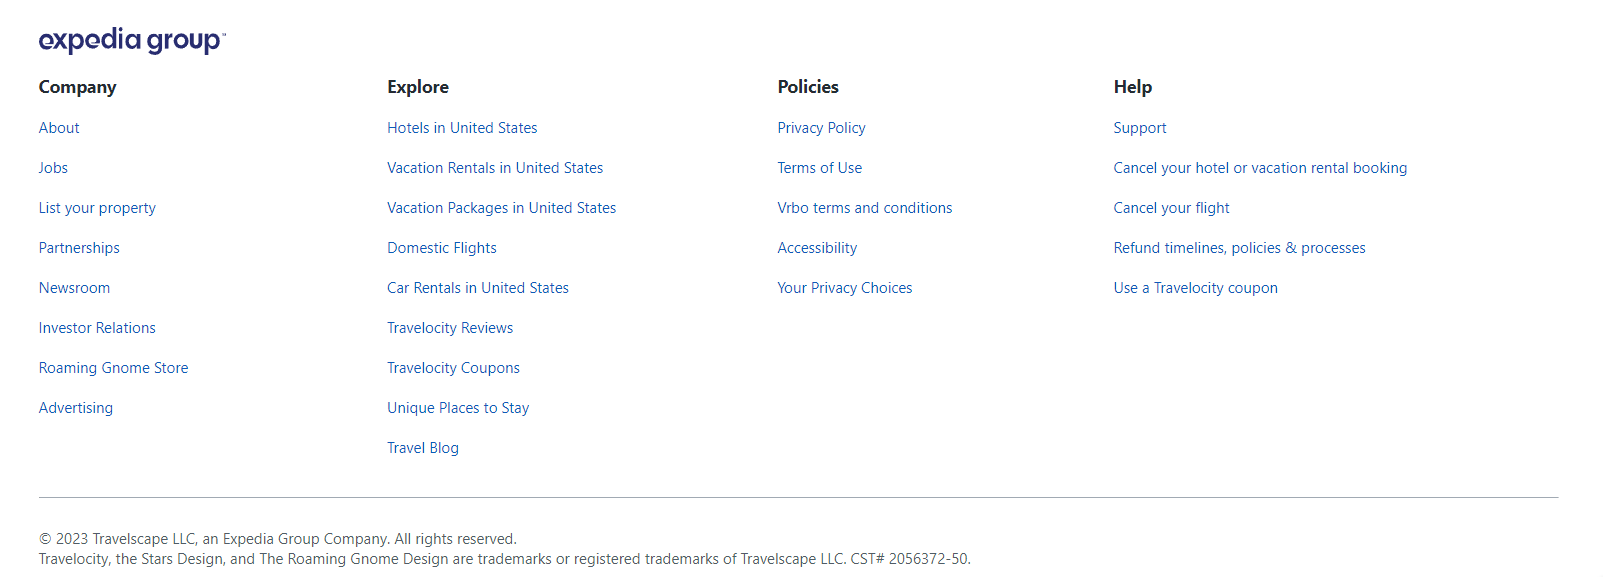 expedia group™
Company
About
Jobs
List your property
Partnerships
Newsroom
Investor Relations
Roaming Gnome Store
Advertising
Explore
Hotels in United States
Vacation Rentals in United States
Vacation Packages in United States
Domestic Flights
Car Rentals in United States
Travelocity Reviews
Travelocity Coupons
Unique Places to Stay
Travel Blog
Policies
Privacy Policy
Terms of Use
Vrbo terms and conditions
Accessibility
Your Privacy Choices
Help
Support
Cancel your hotel or vacation rental booking
Cancel your flight
Refund timelines, policies & processes
Use a Travelocity coupon
© 2023 Travelscape LLC, an Expedia Group Company. All rights reserved.
Travelocity, the Stars Design, and The Roaming Gnome Design are trademarks or registered trademarks of Travelscape LLC. CST# 2056372-50.